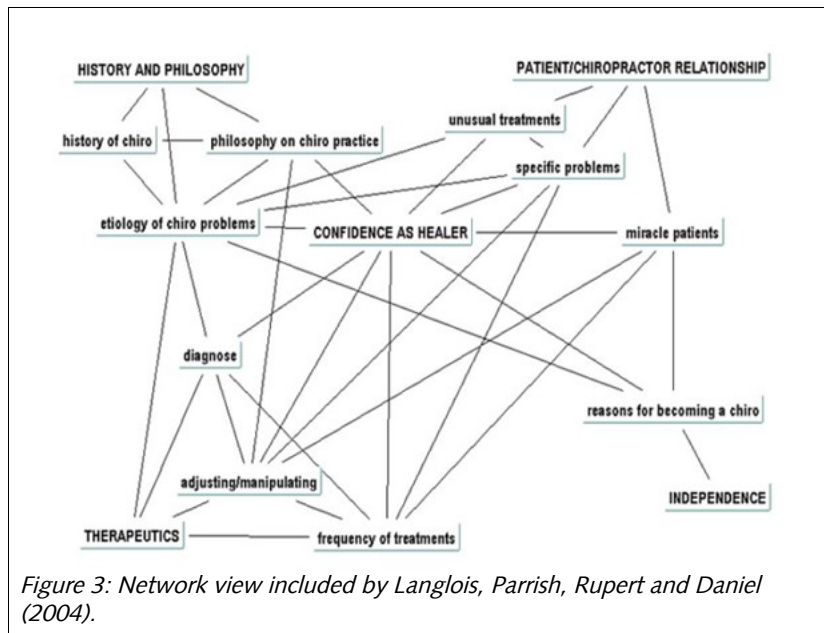 HISTORY AND PHILOSOPHY
PATIENT/CHIROPRACTOR RELATIONSHIP
unusual treatments
history of chiro
philosophy on chiro practice
specific problems
etiology of chiro problems
CONFIDENCE AS HEALER
miracle patients
diagnose
reasons for becoming a chiro
adjusting/manipulating
INDEPENDENCE
THERAPEUTICS
frequency of treatments
Figure 3: Network view included by Langlois, Parrish, Rupert and Daniel
(2004).